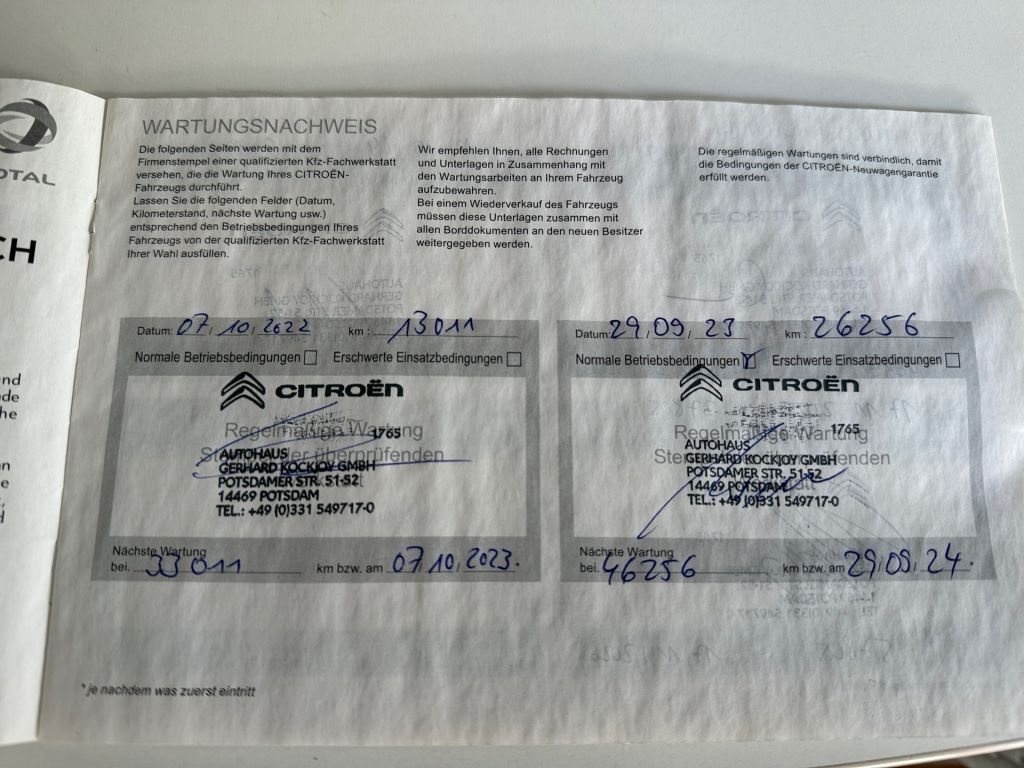 OTAL
CH
WARTUNGSNACHWEIS
Die folgenden Seiten werden mit dem
Firmenstempel einer qualifizierten Kfz-Fachwerkstatt
versehen, die die Wartung Ihres CITROËN-
Fahrzeugs durchführt.
Lassen Sie die folgenden Felder (Datum,
Kilometerstand, nächste Wartung usw.)
entsprechend den Betriebsbedingungen Ihres
Fahrzeugs von der qualifizierten Kfz-Fachwerkstatt
Ihrer Wahl ausfüllen.
Wir empfehlen Ihnen, alle Rechnungen
und Unterlagen in Zusammenhang mit
den Wartungsarbeiten an Ihrem Fahrzeug
aufzubewahren.
Bei einem Wiederverkauf des Fahrzeugs
müssen diese Unterlagen zusammen mit
allen Borddokumenten an den neuen Besitzer
weitergegeben werden.
Die regelmäßigen Wartungen sind verbindlich, damit
die Bedingungen der CITROËN-Neuwagengarantie
erfüllt werden.
Datum: 07.10.2022 km: 13011
Normale Betriebsbedingungen Erschwerte Einsatzbedingungen
CITROËN
Regelmäßige Wartung
1765
AUTOHAUS
GERHARD KOCKJOY GMBH
POTSDAMER STR. 51-52
14469 POTSDAM
TEL.: +49 (0)331 549717-0
Nächste Wartung
bei. 33011 km bzw. am 07.10.2023.
Datum: 29.09.23 km: 26256
Normale Betriebsbedingungen Erschwerte Einsatzbedingungen
CITROËN
Regelmäßige Wartung
1765
AUTOHAUS
GERHARD KOCKJOY GMBH
POTSDAMER STR. 51-52
14469 POTSDAM
TEL.: +49 (0)331 549717-0
Nächste Wartung
bei. 46256 km bzw. am 29.09.24.
* je nachdem was zuerst eintritt